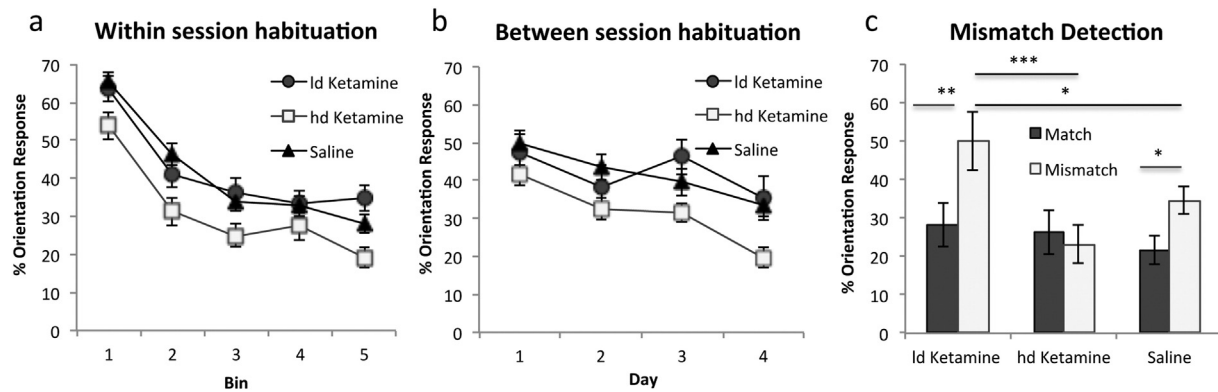 a Within session habituation
% Orientation Response
70
60
50
40
30
20
10
0
ld Ketamine
hd Ketamine
Saline
1 2 3 4 5
Bin
b Between session habituation
% Orientation Response
70
60
50
40
30
20
10
0
ld Ketamine
hd Ketamine
Saline
1 2 3 4
Day
c Mismatch Detection
% Orientation Response
70
60
50
40
30
20
10
0
***
**
*
Match
Mismatch
*
ld Ketamine hd Ketamine Saline